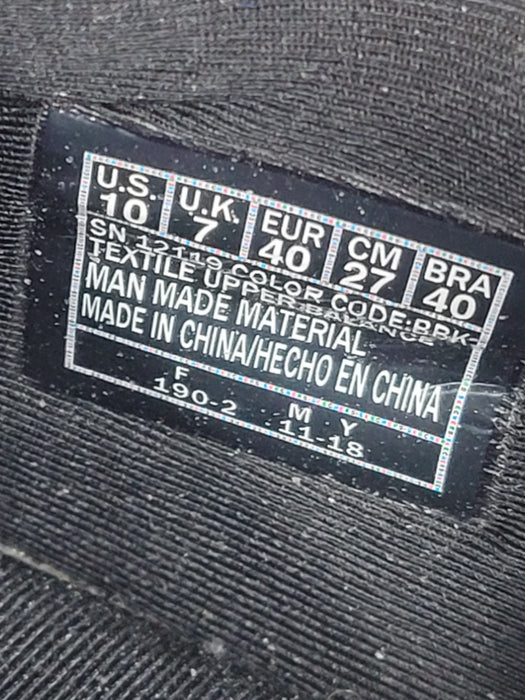 U.S. U.K. EUR CM BRA
10 7 40 27 40
SN 12119 COLOR CODE:BBK
TEXTILE UPPER-BALANCE
MAN MADE MATERIAL
MADE IN CHINA/HECHO EN CHINA
F M Y
190-2 11-18